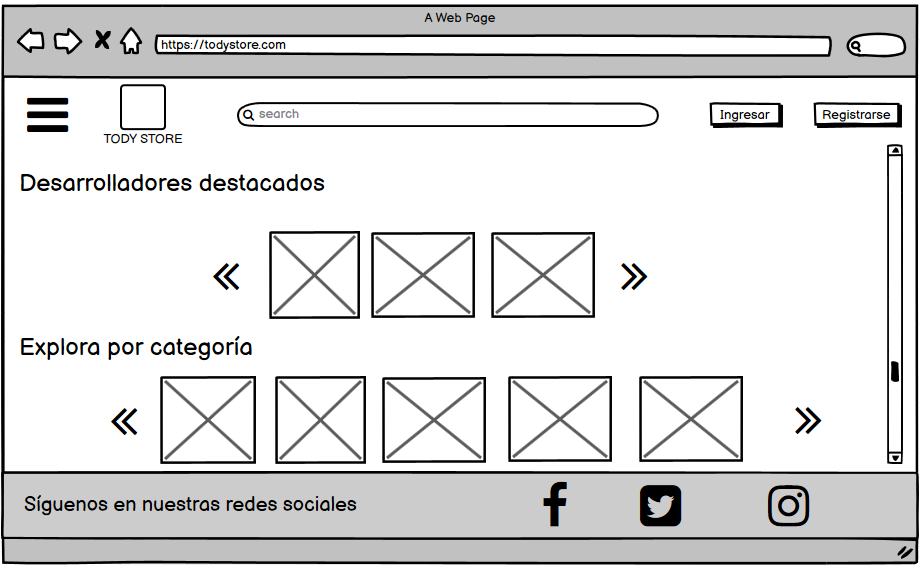 A Web Page
https://todystore.com
TODY STORE
search
Ingresar
Registrarse
Desarrolladores destacados
Explora por categoría
Síguenos en nuestras redes sociales